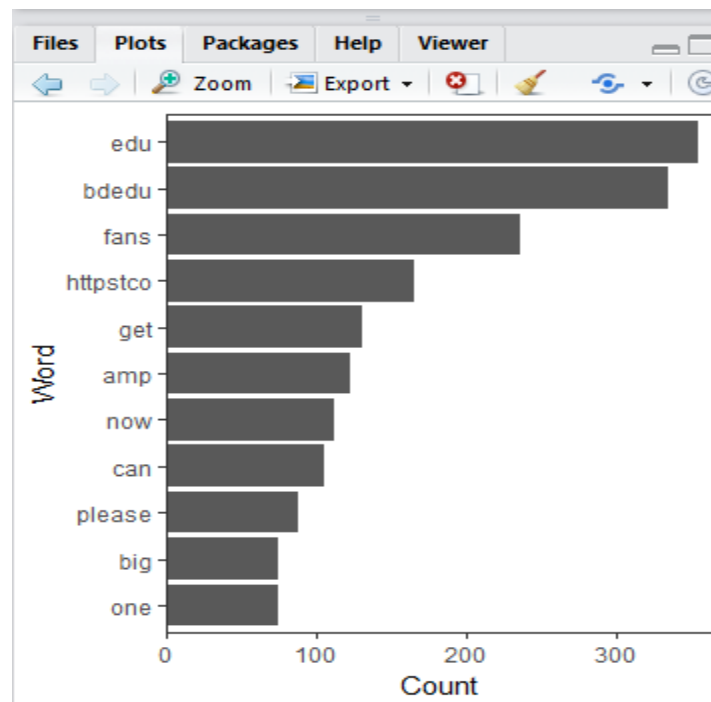 Files Plots Packages Help Viewer
Zoom Export
edu
bdedu
fans
httpstco
get
amp
now
can
please
big
one
Word
0 100 200 300
Count